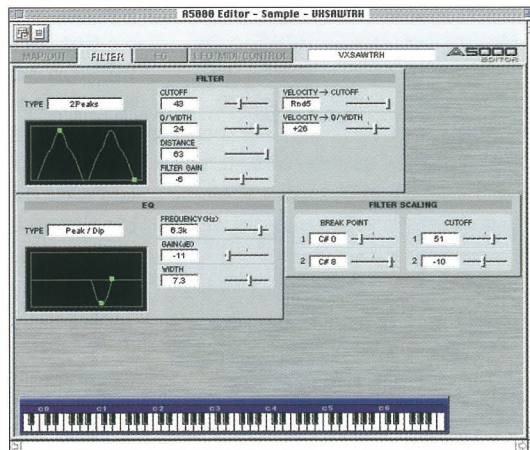 A5000 Editor - Sample - VXSAWTRH
MAP/OUT FILTER EG LFO/MIDI/CONTROL VXSAWTRH A5000 EDITOR
FILTER
TYPE 2Peaks
CUTOFF
43
Q/WIDTH
24
DISTANCE
63
FILTER GAIN
-6
VELOCITY → CUTOFF
Rnd5
VELOCITY → Q/WIDTH
+26
EQ
TYPE Peak / Dip
FREQUENCY(Hz)
6.3k
GAIN(dB)
-11
WIDTH
7.3
FILTER SCALING
BREAK POINT CUTOFF
1 C# 0 1 51
2 C# 8 2 -10
C0 C1 C2 C3 C4 C5 C6